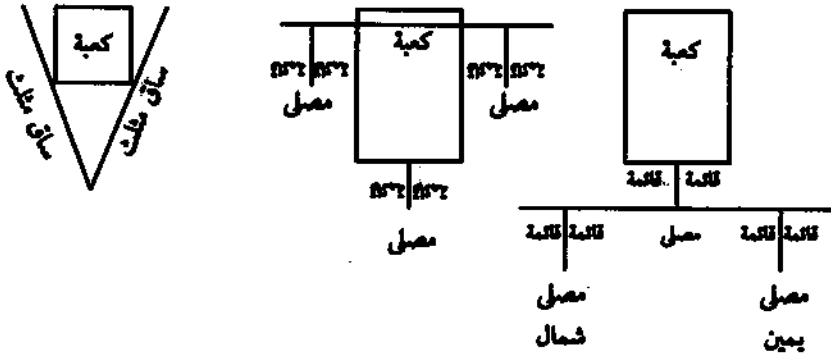 كعبة
قائمة قائمة
قائمة قائمة مصلى قائمة قائمة
مصلى مصلى
يمين شمال
كعبة
مصلى مصلى
مصلى
كعبة
ساق مثلث
ساق مثلث